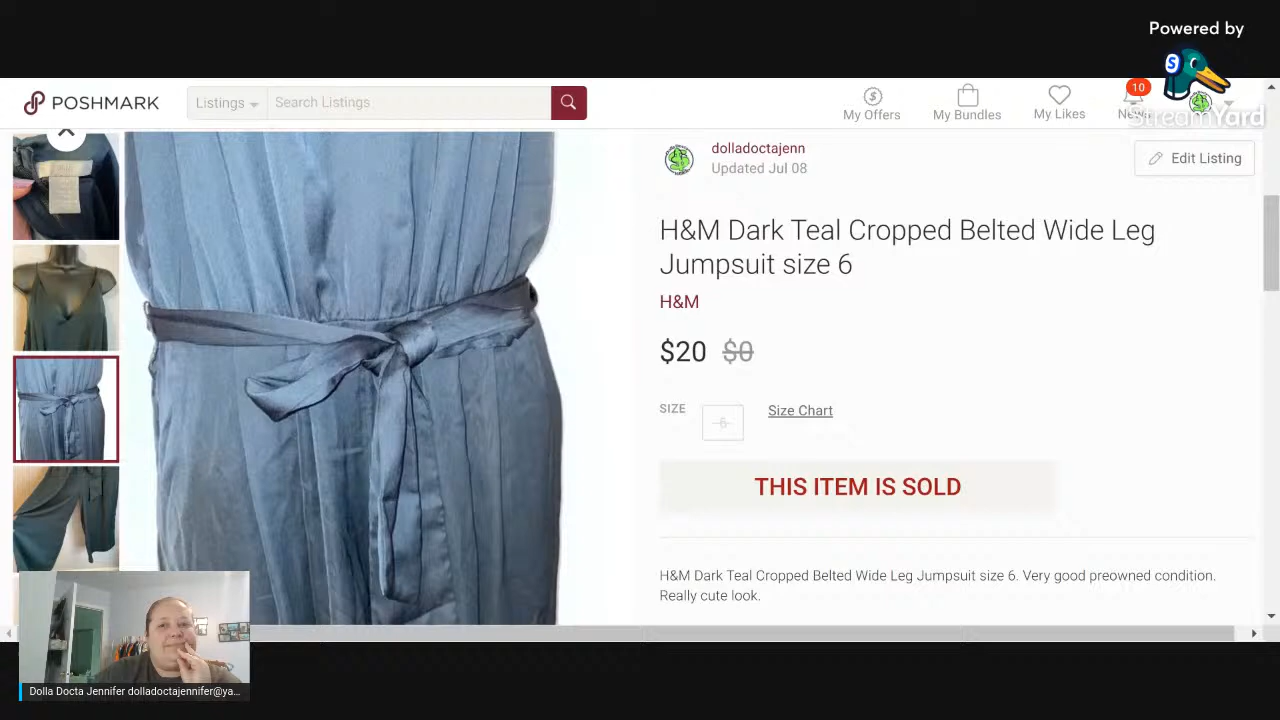 Powered by
StreamYard
POSHMARK
Listings
Search Listings
My Offers
My Bundles
My Likes
10
S
dolladoctajenn
Updated Jul 08
Edit Listing
H&M Dark Teal Cropped Belted Wide Leg
Jumpsuit size 6
H&M
$20 $0
SIZE
6
Size Chart
THIS ITEM IS SOLD
H&M Dark Teal Cropped Belted Wide Leg Jumpsuit size 6. Very good preowned condition.
Really cute look.
Dolla Docta Jennifer dolladoctajennifer@ya...